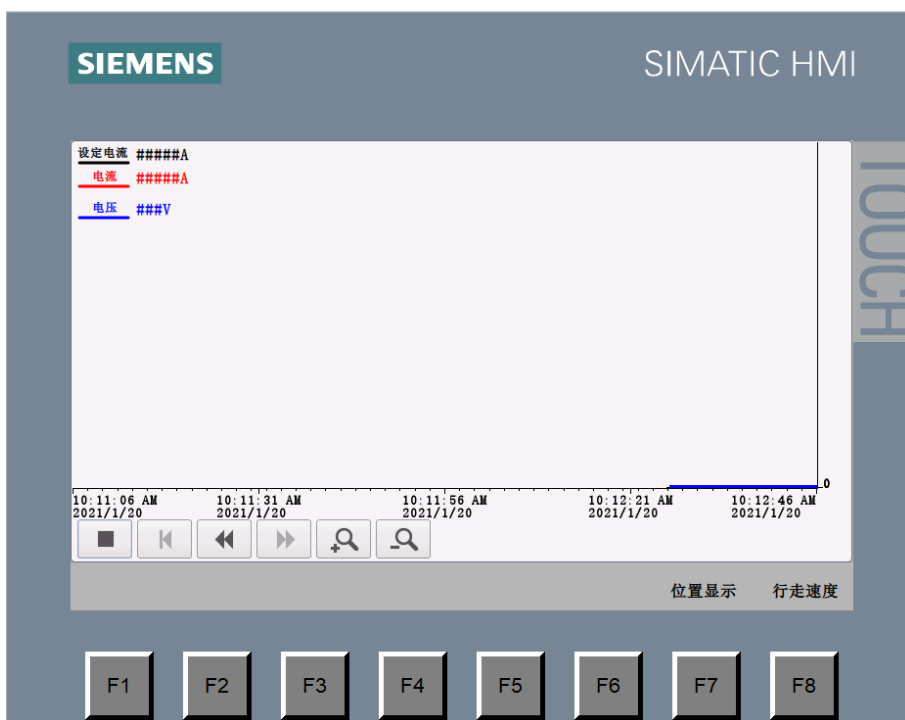 SIEMENS
SIMATIC HMI
TOUCH
设定电流 #####A
电流 #####A
电压 ###V
0
10:11:06 AM 10:11:31 AM 10:11:56 AM 10:12:21 AM 10:12:46 AM
2021/1/20 2021/1/20 2021/1/20 2021/1/20 2021/1/20
位置显示 行走速度
F1 F2 F3 F4 F5 F6 F7 F8